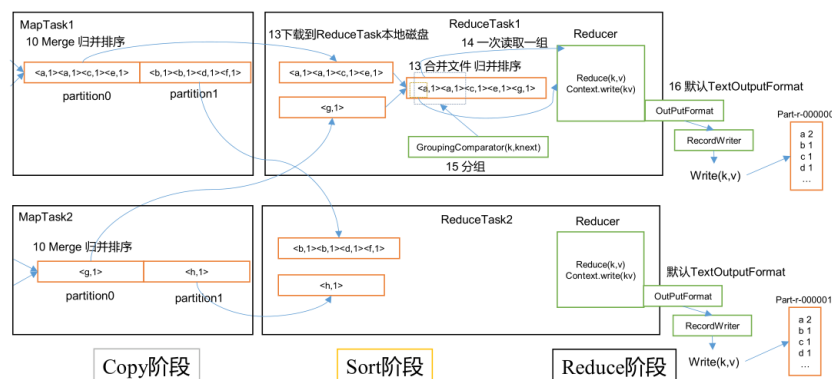 MapTask1
10 Merge 归并排序
<a,1><a,1><c,1><e,1>
<b,1><b,1><d,1><f,1>
partition0
partition1
13下载到ReduceTask本地磁盘
ReduceTask1
Reducer
14 一次读取一组
13 合并文件 归并排序
<a,1><a,1><c,1><e,1>
<a,1><a,1><c,1><e,1><g,1>
<g,1>
GroupingComparator(k,knext)
15 分组
Reduce(k,v)
Context.write(kv)
16 默认TextOutputFormat
OutPutFormat
RecordWriter
Write(k,v)
Part-r-000000
a 2
b 1
c 1
d 1
...
MapTask2
10 Merge 归并排序
<g,1>
<h,1>
partition0
partition1
ReduceTask2
Reducer
<b,1><b,1><d,1><f,1>
<h,1>
Reduce(k,v)
Context.write(kv)
默认TextOutputFormat
OutPutFormat
RecordWriter
Write(k,v)
Part-r-000001
a 2
b 1
c 1
d 1
...
Copy阶段
Sort阶段
Reduce阶段